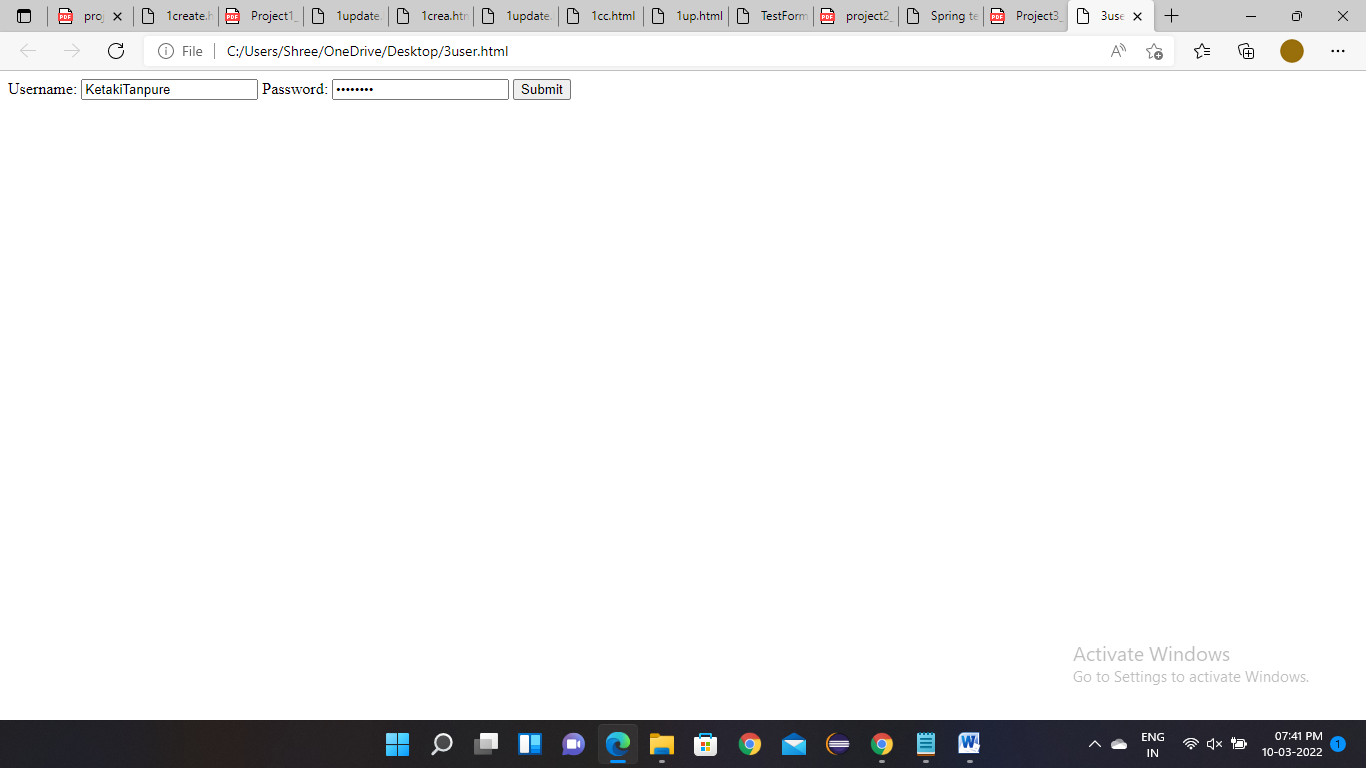 proj 1create.h Project1_ 1update. 1crea.htm 1update. 1cc.html 1up.html TestForm project2_ Spring te Project3_ 3use
File C:/Users/Shree/OneDrive/Desktop/3user.html
Username: KetakiTanpure Password: •••••••• Submit
Activate Windows
Go to Settings to activate Windows.
ENG 07:41 PM
IN 10-03-2022 1